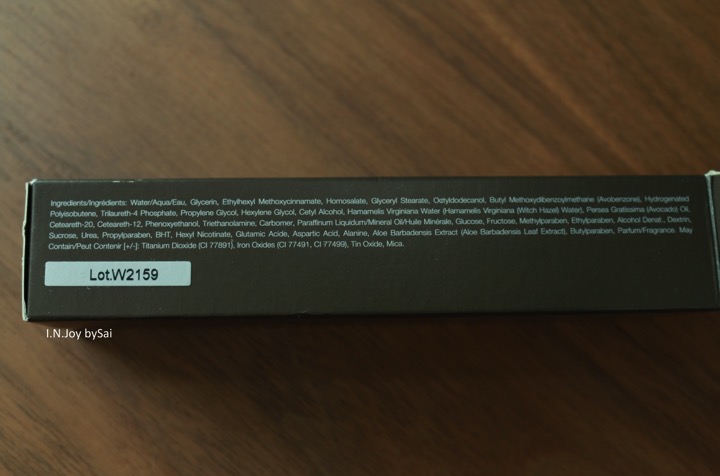 Ingredients/Ingrédients: Water/Aqua/Eau, Glycerin, Ethylhexyl Methoxycinnamate, Homosalate, Glyceryl Stearate, Octyldodecanol, Butyl Methoxydibenzoylmethane (Avobenzone), Hydrogenated
Polyisobutene, Trilaureth-4 Phosphate, Propylene Glycol, Hexylene Glycol, Cetyl Alcohol, Hamamelis Virginiana Water (Hamamelis Virginiana (Witch Hazel) Water), Persea Gratissima (Avocado) Oil,
Ceteareth-20, Ceteareth-12, Phenoxyethanol, Triethanolamine, Carbomer, Paraffinum Liquidum/Mineral Oil/Huile Minérale, Glucose, Fructose, Methylparaben, Ethylparaben, Alcohol Denat., Dextrin,
Sucrose, Urea, Propylparaben, BHT, Hexyl Nicotinate, Glutamic Acide, Aspartic Acid, Alanine, Aloe Barbadensis Extract (Aloe Barbadensis Leaf Extract), Butylparaben, Parfum/Fragrance. May
Contain/Peut Contenir [+/-]: Titanium Dioxide (CI 77891), Iron Oxides (CI 77491, CI 77499), Tin Oxide, Mica.
Lot.W2159
I.N.Joy bySai